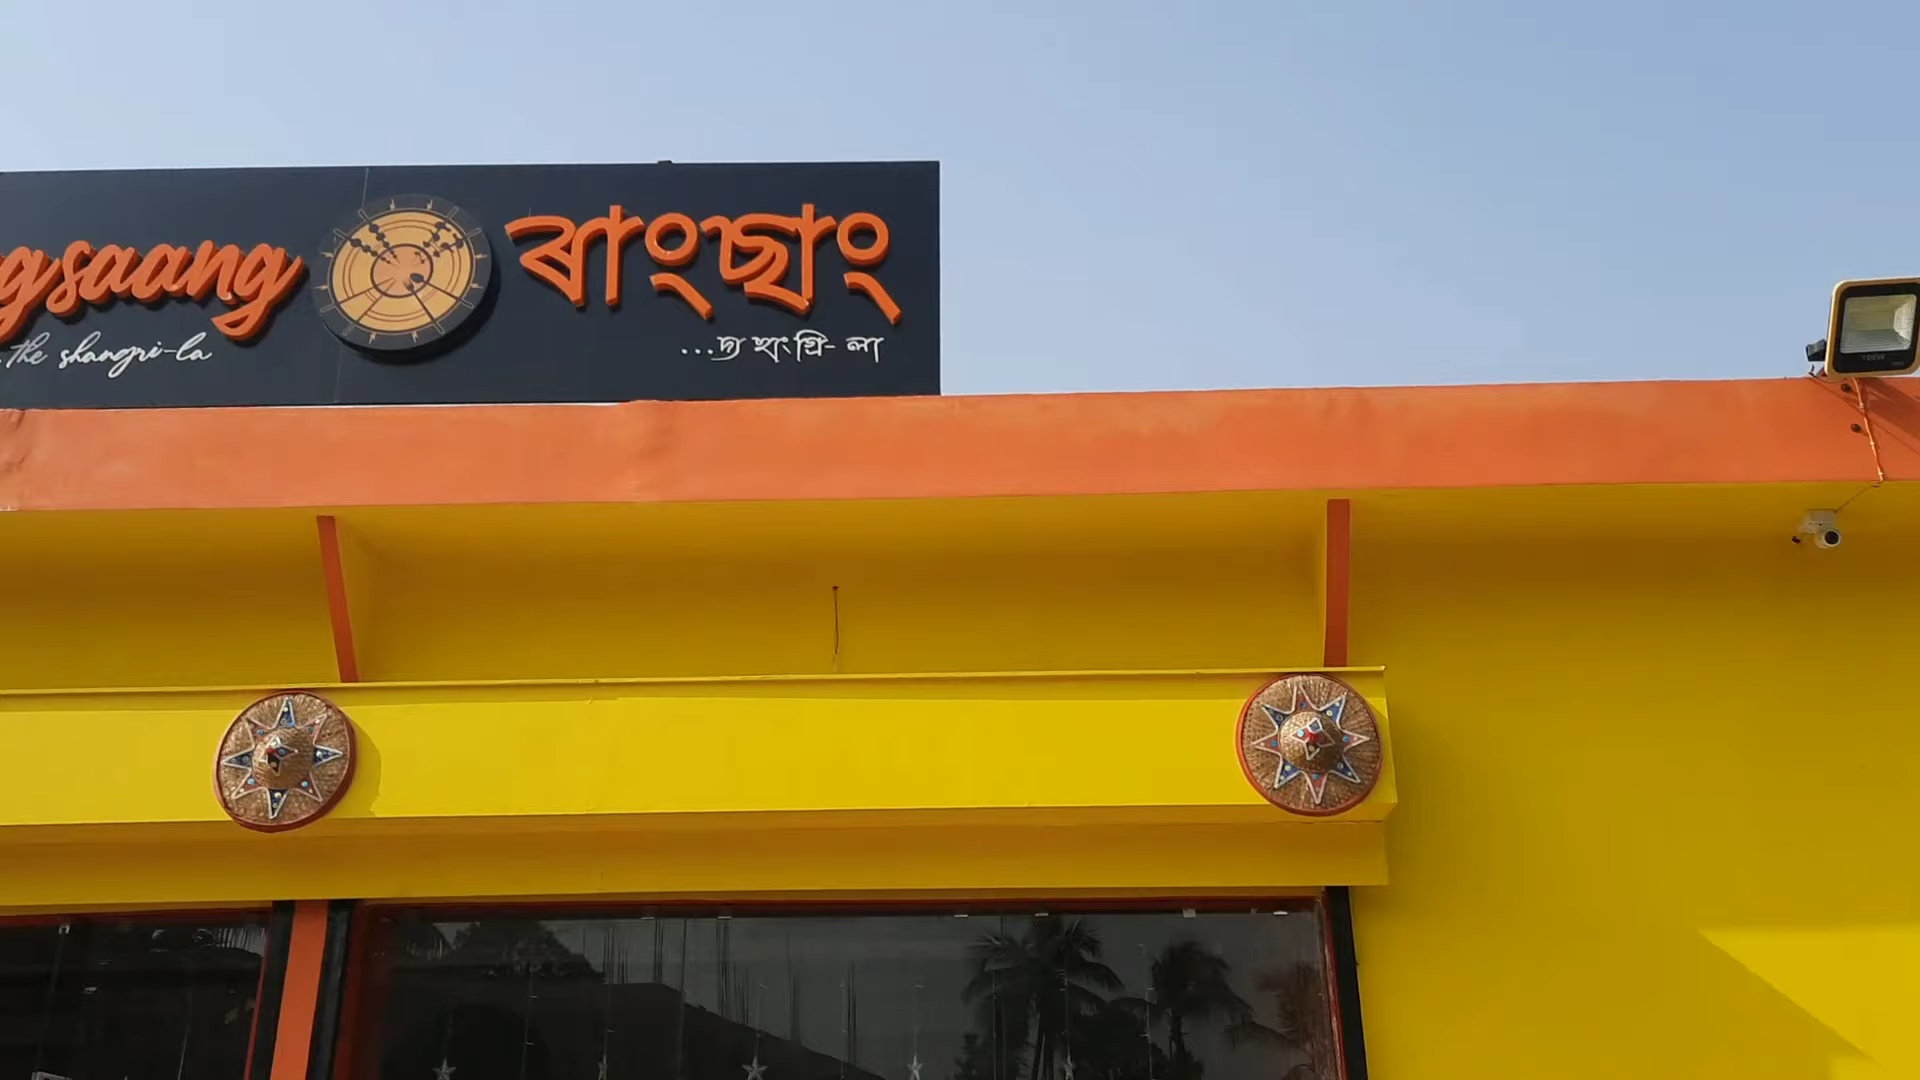 gsaang
ৰাংছাং
the shangri-la
...দ্য ছাংগ্ৰি-লা